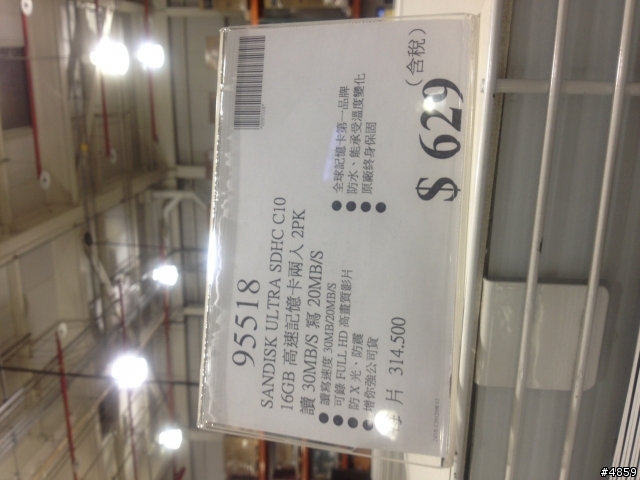 95518
SANDISK ULTRA SDHC C10
16GB 高速記憶卡兩入 2PK
讀 30MB/S 寫 20MB/S
● 讀寫速度 30MB/20MB/S
● 可錄 FULL HD 高畫質影片
● 防 X 光、防震
● 增你強公司貨
● 全球記憶卡第一品牌
● 防水、能承受溫度變化
● 原廠終身保固
●
片 314.500
$ 629
(含稅)
#4859